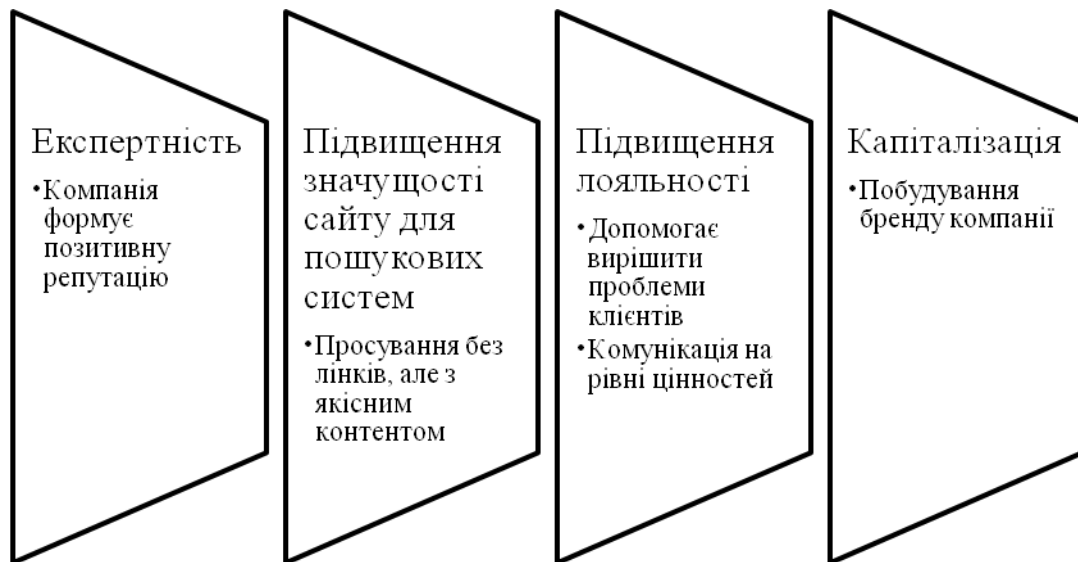 Експертність
•Компанія
формує
позитивну
репутацію
Підвищення
значущості
сайту для
пошукових
систем
•Просування без
лінків, але з
якісним
контентом
Підвищення
лояльності
•Допомогає
вирішити
проблеми
клієнтів
•Комунікація на
рівні цінностей
Капіталізація
•Побудування
бренду компанії